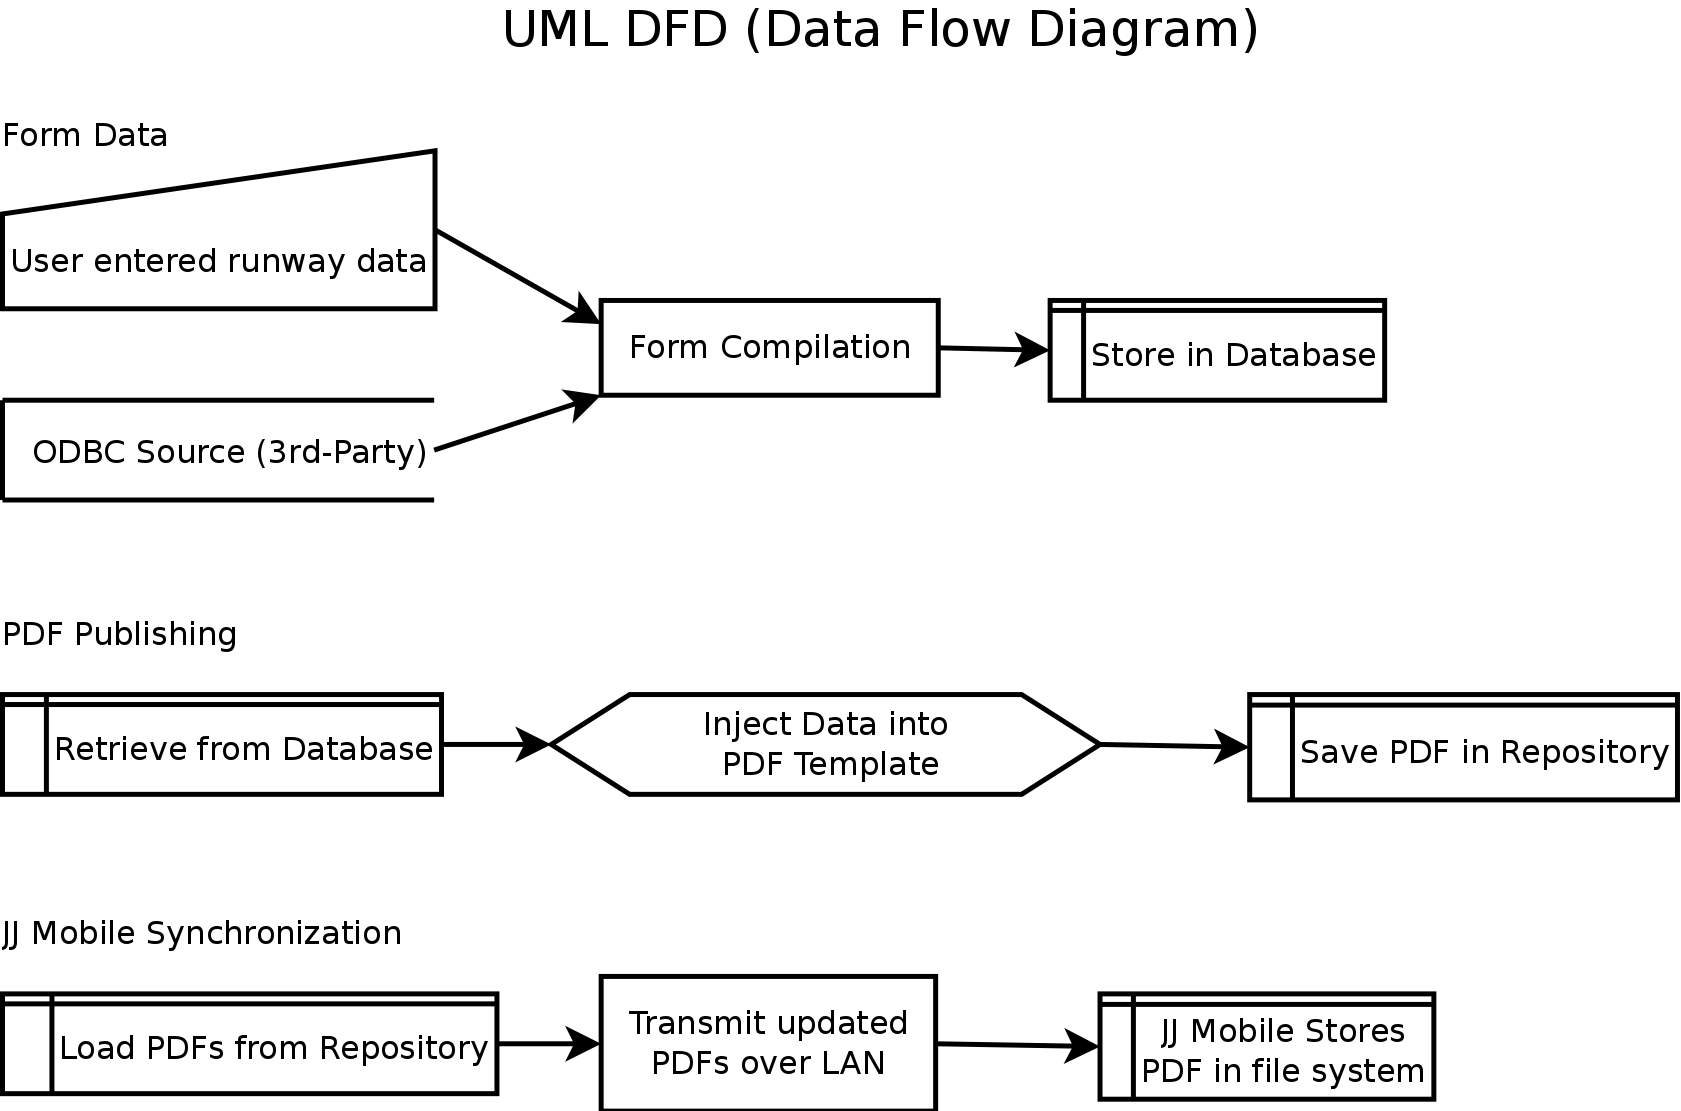 UML DFD (Data Flow Diagram)
Form Data
User entered runway data
Form Compilation
Store in Database
ODBC Source (3rd-Party)
PDF Publishing
Retrieve from Database
Inject Data into
PDF Template
Save PDF in Repository
JJ Mobile Synchronization
Load PDFs from Repository
Transmit updated
PDFs over LAN
JJ Mobile Stores
PDF in file system